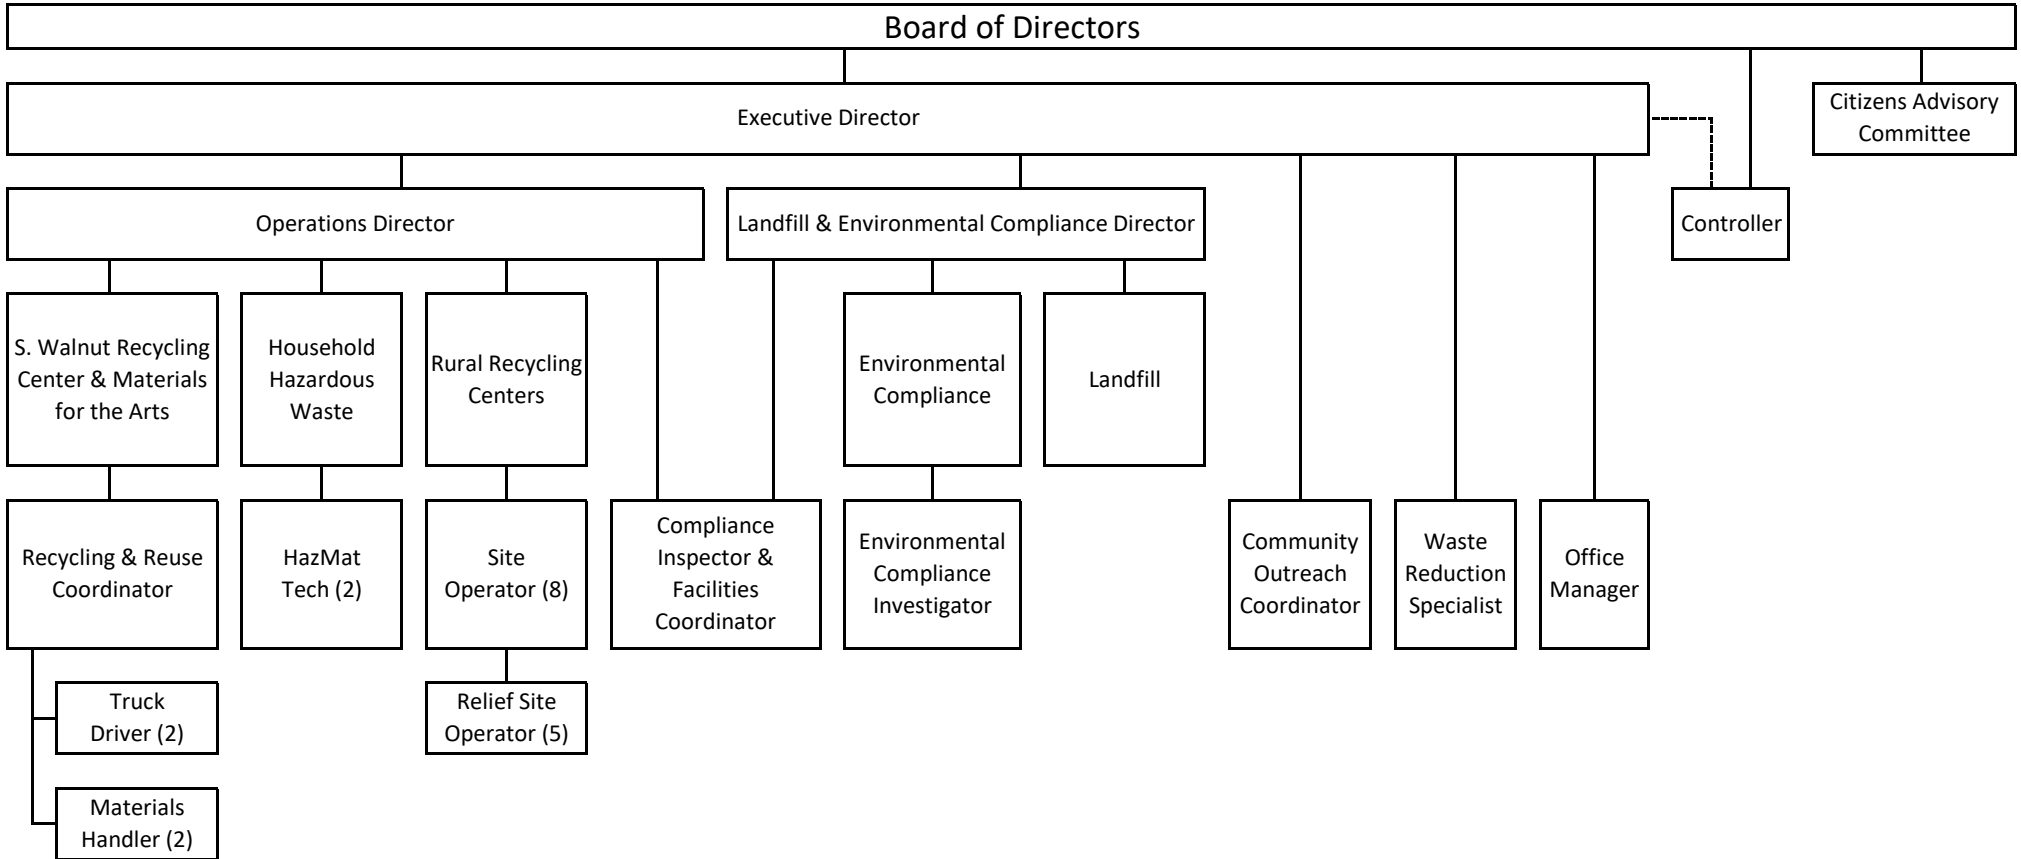 Board of Directors
Executive Director
Citizens Advisory
Committee
Operations Director
Landfill & Environmental Compliance Director
Controller
S. Walnut Recycling
Center & Materials
for the Arts
Household
Hazardous
Waste
Rural Recycling
Centers
Environmental
Compliance
Landfill
Recycling & Reuse
Coordinator
HazMat
Tech (2)
Site
Operator (8)
Compliance
Inspector &
Facilities
Coordinator
Environmental
Compliance
Investigator
Community
Outreach
Coordinator
Waste
Reduction
Specialist
Office
Manager
Truck
Driver (2)
Relief Site
Operator (5)
Materials
Handler (2)